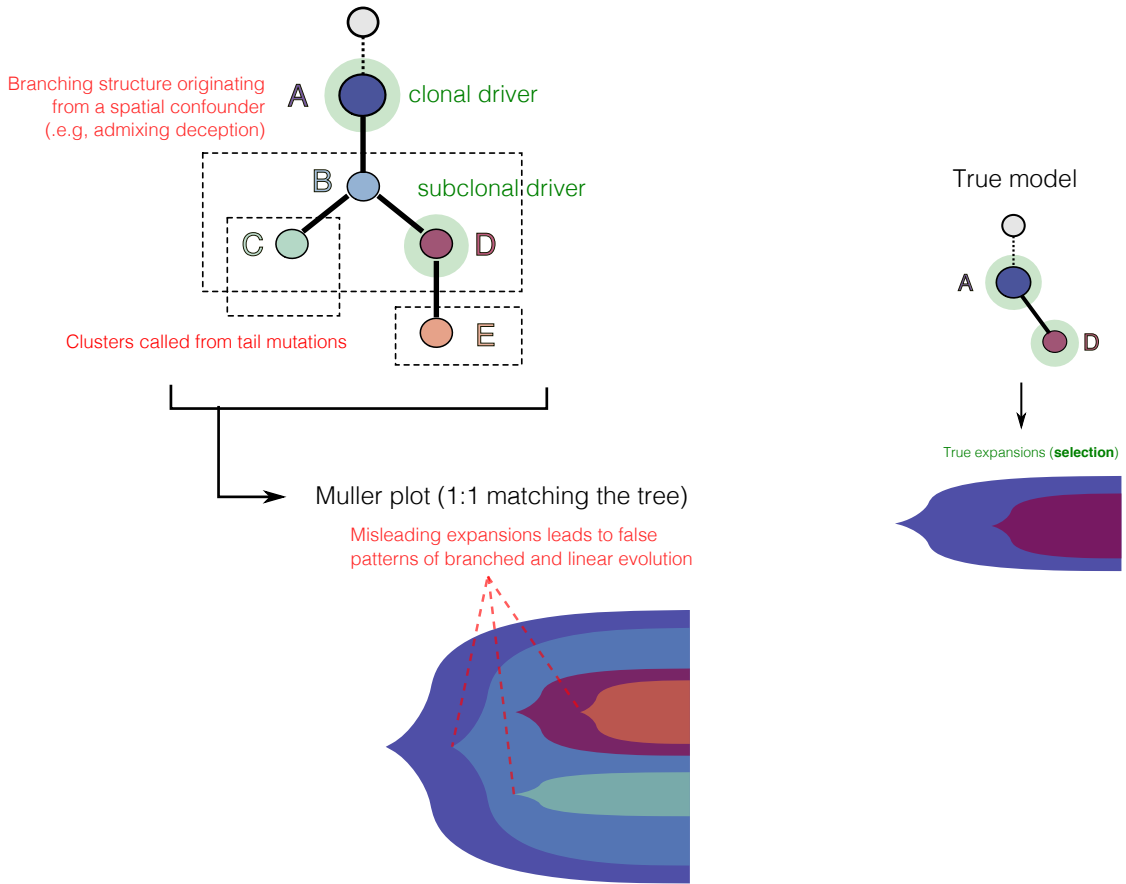 Branching structure originating
from a spatial confounder
(.e.g, admixing deception)
A
clonal driver
B
subclonal driver
C
D
E
Clusters called from tail mutations
Muller plot (1:1 matching the tree)
Misleading expansions leads to false
patterns of branched and linear evolution
True model
A
D
True expansions (selection)